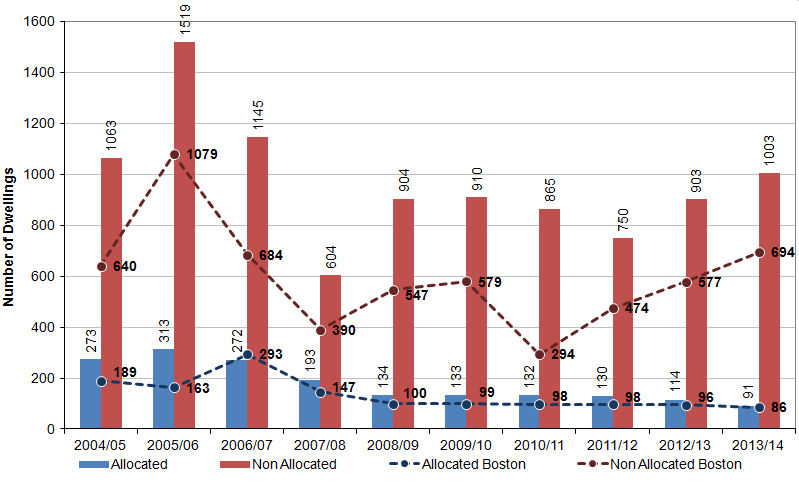 1600
1400
1200
1000
800
600
400
200
0
Number of Dwellings
273 1063 313 1519 272 1145 193 604 134 904 133 910 132 865 130 750 114 903 91 1003
640 1079 684 390 547 579 294 474 577 694
189 163 293 147 100 99 98 98 96 86
2004/05 2005/06 2006/07 2007/08 2008/09 2009/10 2010/11 2011/12 2012/13 2013/14
Allocated Non Allocated Allocated Boston Non Allocated Boston